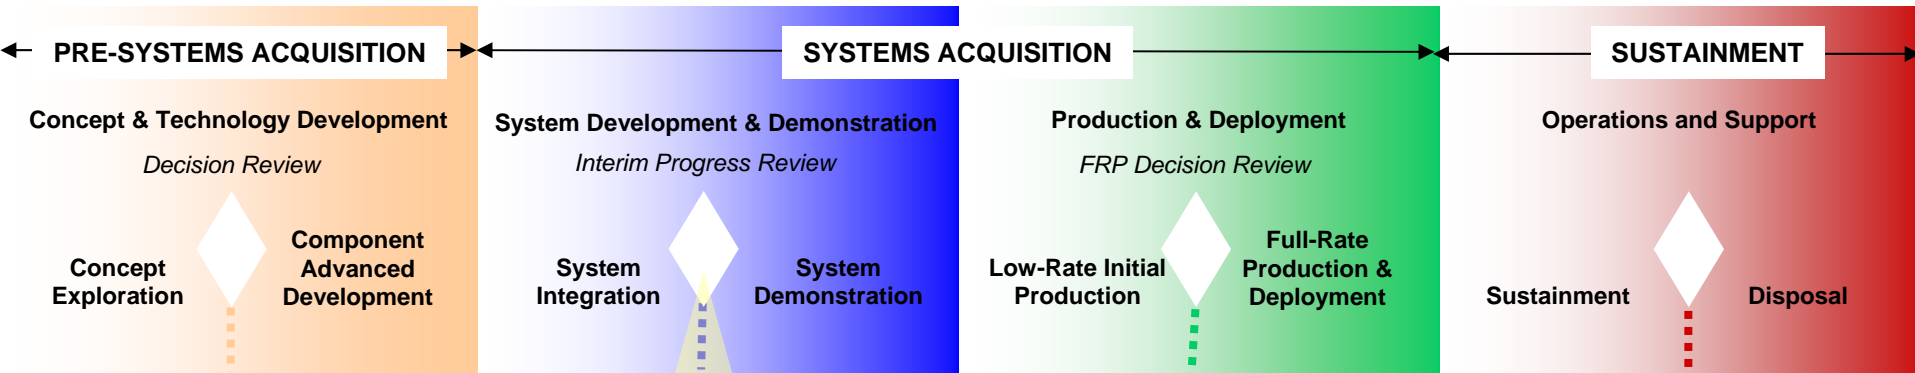 PRE-SYSTEMS ACQUISITION
SYSTEMS ACQUISITION
SUSTAINMENT
Concept & Technology Development
Decision Review
Concept
Exploration
Component
Advanced
Development
System Development & Demonstration
Interim Progress Review
System
Integration
System
Demonstration
Production & Deployment
FRP Decision Review
Low-Rate Initial
Production
Full-Rate
Production &
Deployment
Operations and Support
Sustainment
Disposal